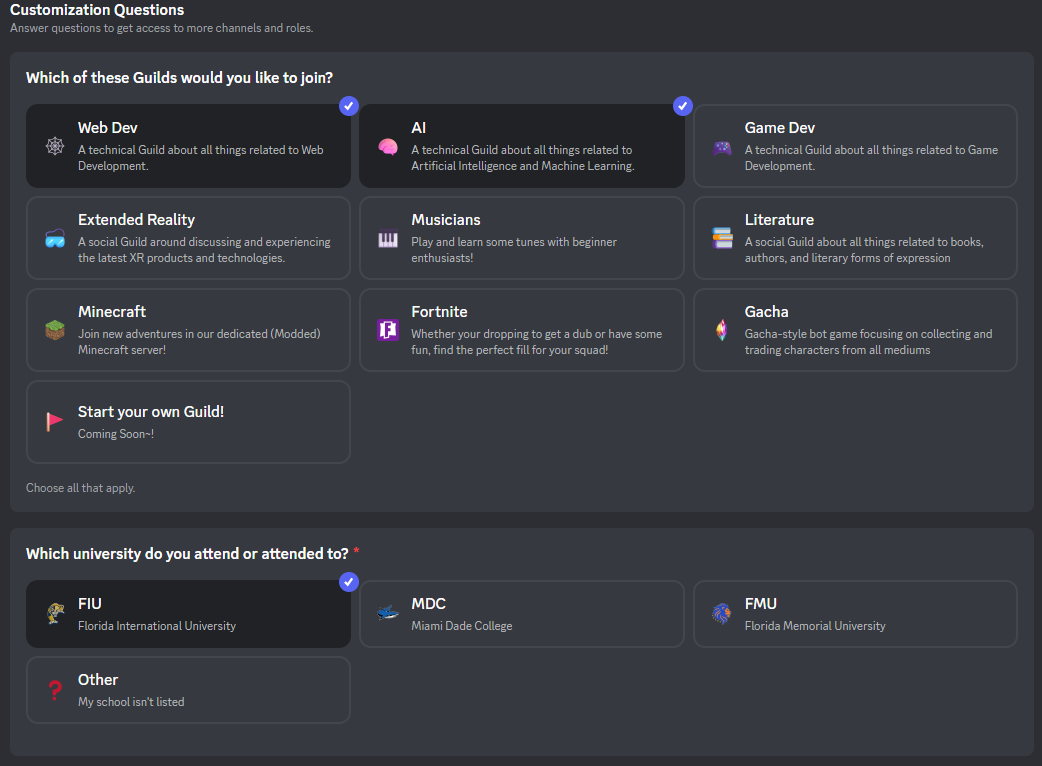 Customization Questions
Answer questions to get access to more channels and roles.
Which of these Guilds would you like to join?
Web Dev
A technical Guild about all things related to Web
Development.
AI
A technical Guild about all things related to
Artificial Intelligence and Machine Learning.
Game Dev
A technical Guild about all things related to Game
Development.
Extended Reality
A social Guild around discussing and experiencing
the latest XR products and technologies.
Musicians
Play and learn some tunes with beginner
enthusiasts!
Literature
A social Guild about all things related to books,
authors, and literary forms of expression
Minecraft
Join new adventures in our dedicated (Modded)
Minecraft server!
F
Fortnite
Whether your dropping to get a dub or have some
fun, find the perfect fill for your squad!
Gacha
Gacha-style bot game focusing on collecting and
trading characters from all mediums
Start your own Guild!
Coming Soon~!
Choose all that apply.
Which university do you attend or attended to? *
FIU
Florida International University
MDC
Miami Dade College
FMU
Florida Memorial University
?
Other
My school isn't listed